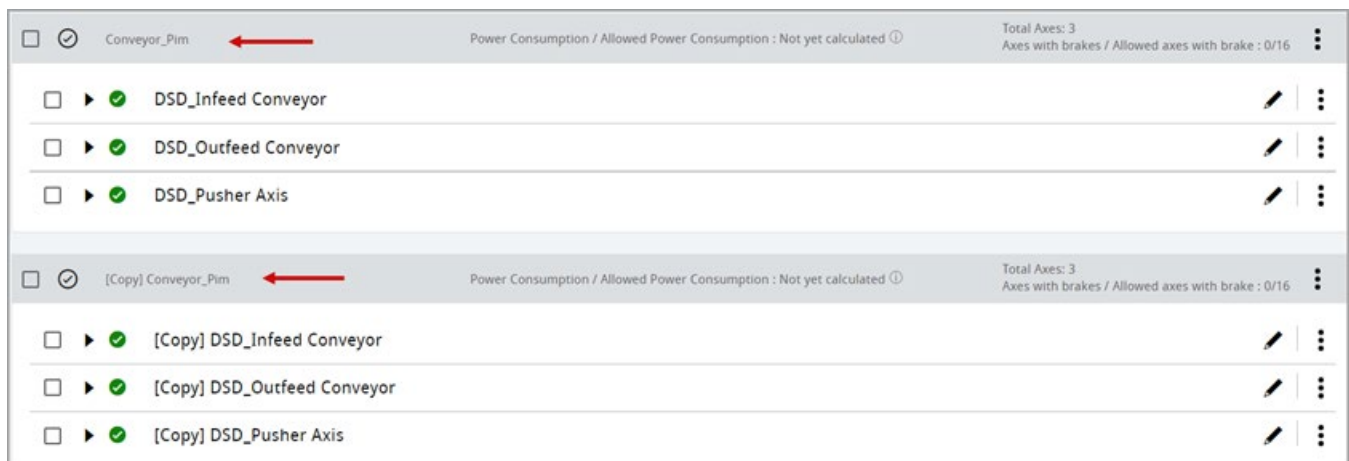 Conveyor_Pim
Power Consumption / Allowed Power Consumption : Not yet calculated ⓘ
Total Axes: 3
Axes with brakes / Allowed axes with brake : 0/16
DSD_Infeed Conveyor
DSD_Outfeed Conveyor
DSD_Pusher Axis
[Copy] Conveyor_Pim
Power Consumption / Allowed Power Consumption : Not yet calculated ⓘ
Total Axes: 3
Axes with brakes / Allowed axes with brake : 0/16
[Copy] DSD_Infeed Conveyor
[Copy] DSD_Outfeed Conveyor
[Copy] DSD_Pusher Axis